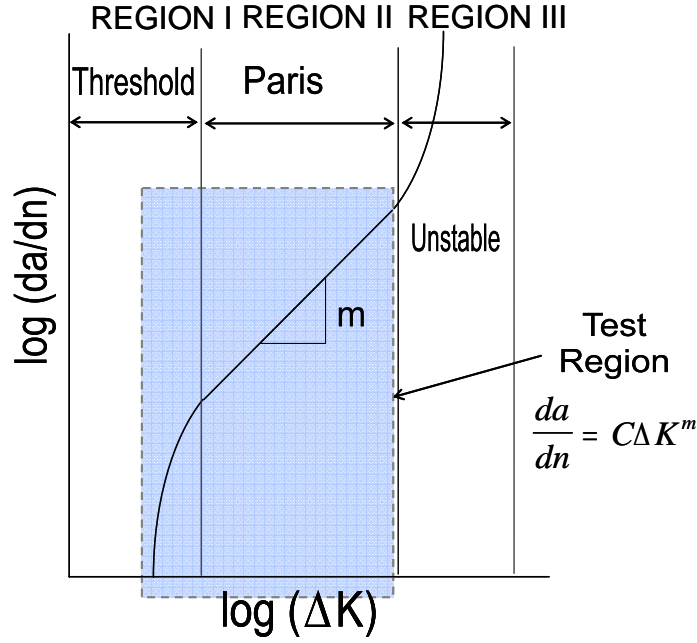 REGION I REGION II REGION III
Threshold
Paris
Unstable
log (da/dn)
m
Test
Region
da/dn = CΔK^m
log (ΔK)